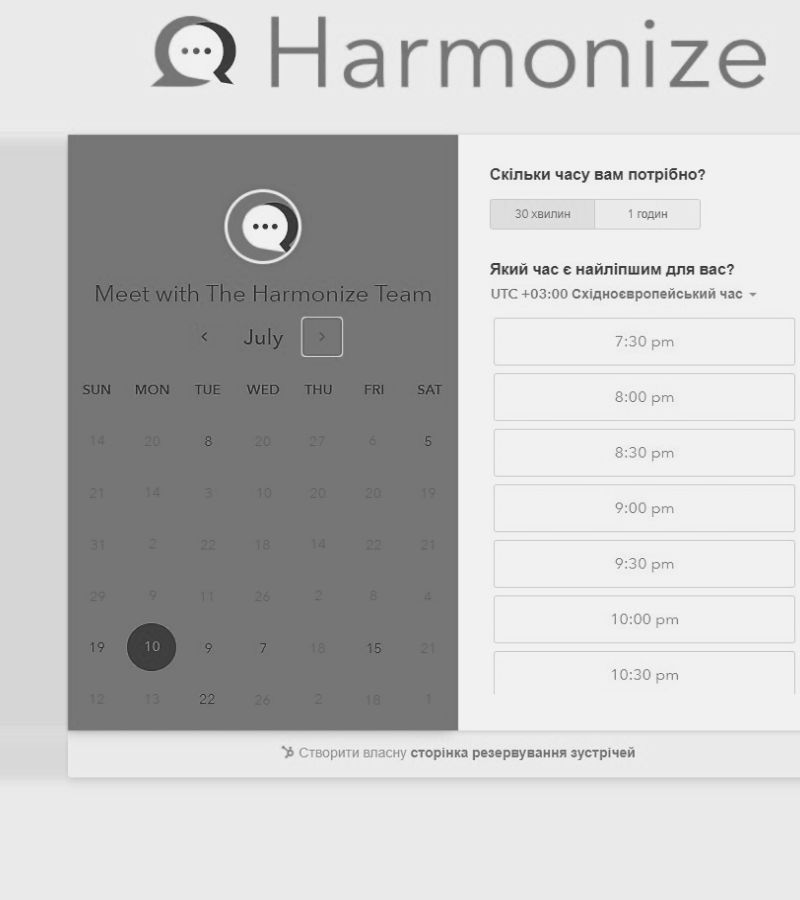 Harmonize
Meet with The Harmonize Team
July
SUN MON TUE WED THU FRI SAT
14 20 8 20 27 6 5
21 14 3 10 20 20 19
31 2 22 18 14 22 21
29 9 11 26 2 8 4
19 10 9 7 18 15 21
12 13 22 26 2 18 1
Скільки часу вам потрібно?
30 хвилин 1 годин
Який час є найліпшим для вас?
UTC +03:00 Східноєвропейський час
7:30 pm
8:00 pm
8:30 pm
9:00 pm
9:30 pm
10:00 pm
10:30 pm
Створити власну сторінка резервування зустрічей